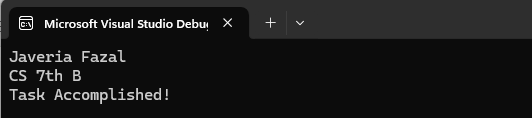 Microsoft Visual Studio Debu
Javeria Fazal
CS 7th B
Task Accomplished!